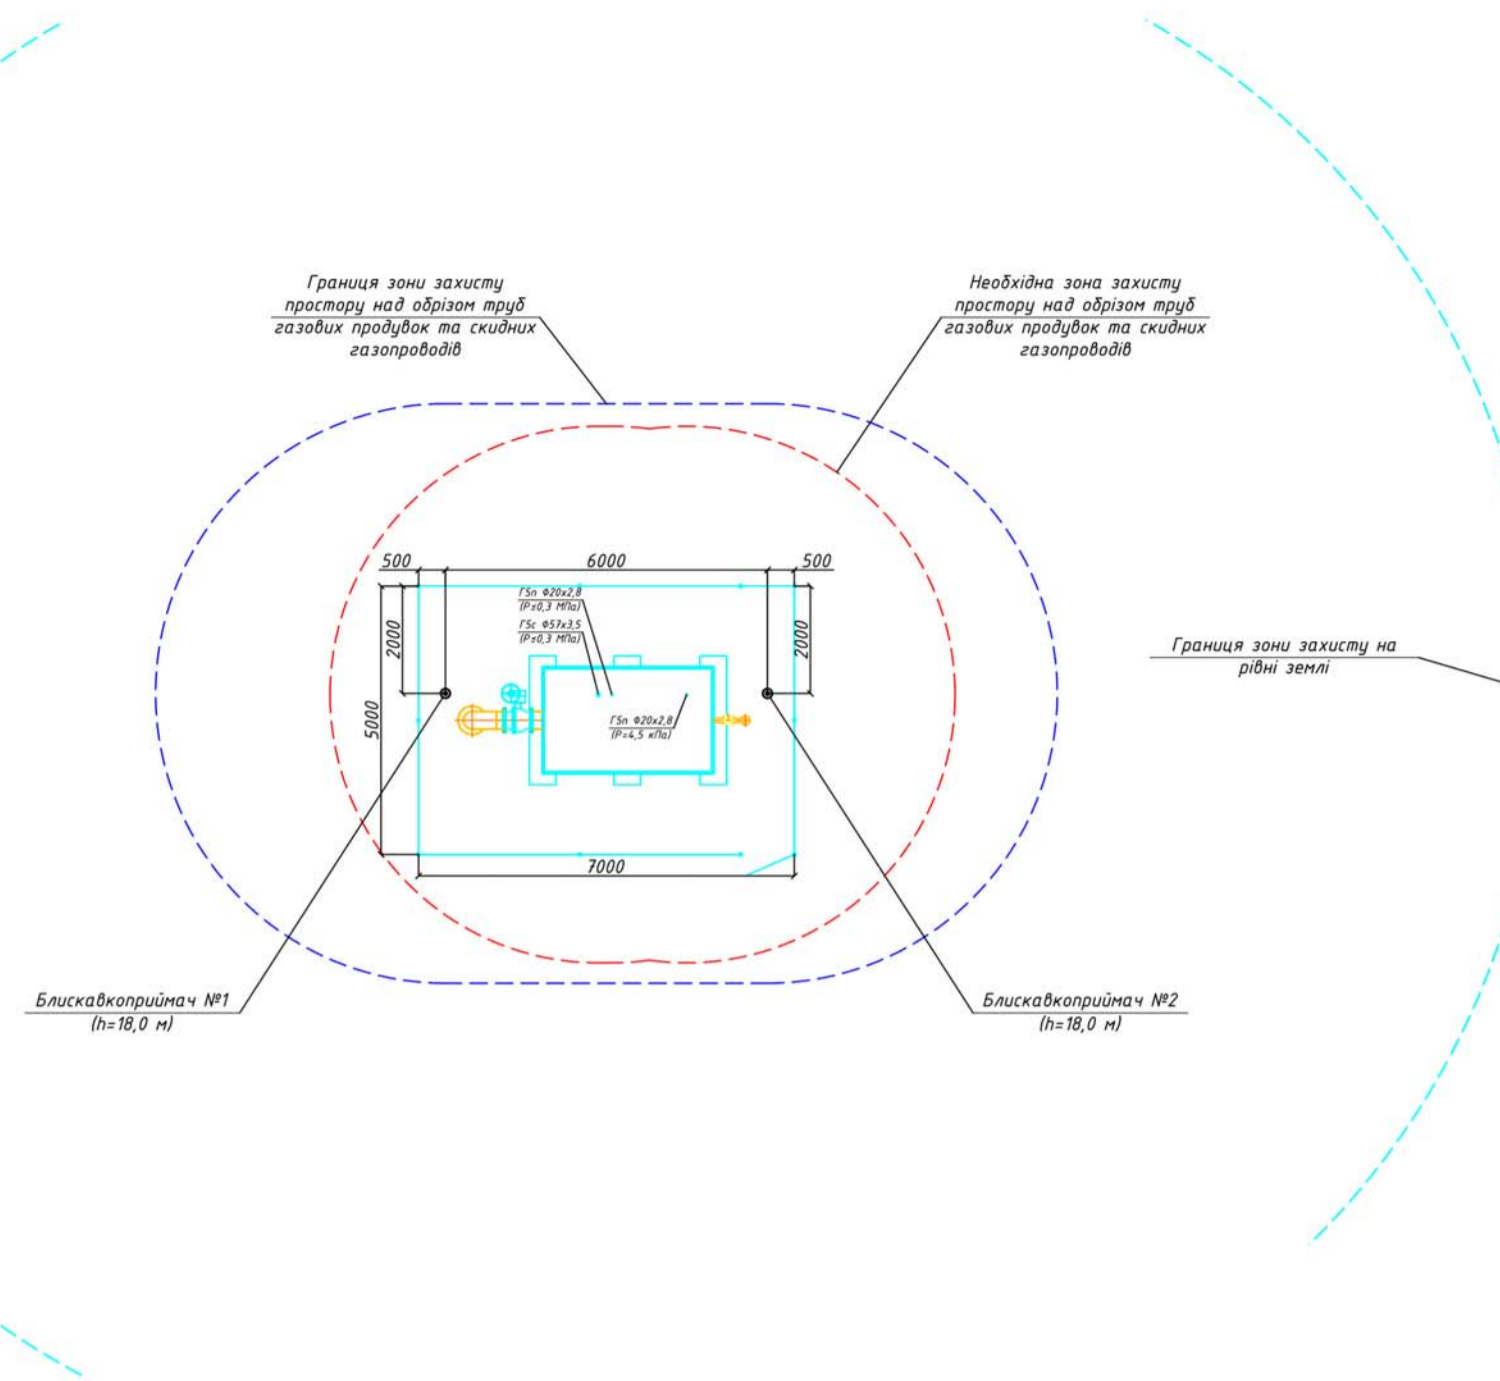 Границя зони захисту
простору над обрізом труб
газових продувок та скидних
газопроводів
Необхідна зона захисту
простору над обрізом труб
газових продувок та скидних
газопроводів
500
6000
500
Г5п Ф20х2,8
(Р≤0,3 МПа)
Г5с Ф57х3,5
(Р≤0,3 МПа)
2000
2000
5000
Г5п Ф20х2,8
(Р=4,5 кПа)
7000
Границя зони захисту на
рівні землі
Блискавкоприймач №1
(h=18,0 м)
Блискавкоприймач №2
(h=18,0 м)